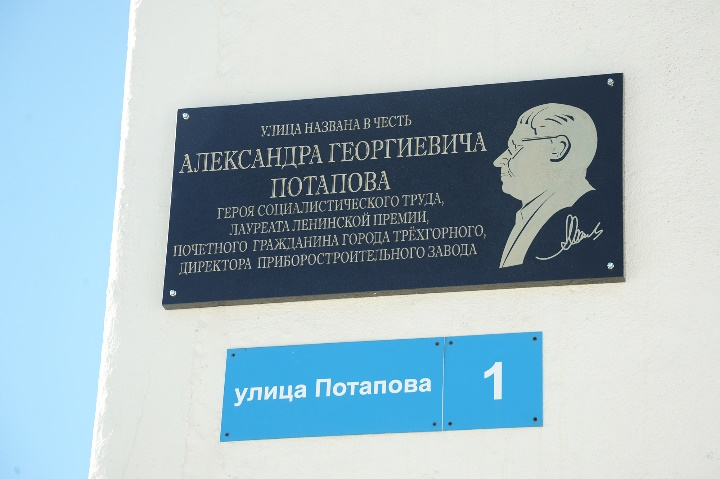 УЛИЦА НАЗВАНА В ЧЕСТЬ
АЛЕКСАНДРА ГЕОРГИЕВИЧА
ПОТАПОВА
ГЕРОЯ СОЦИАЛИСТИЧЕСКОГО ТРУДА,
ЛАУРЕАТА ЛЕНИНСКОЙ ПРЕМИИ,
ПОЧЕТНОГО ГРАЖДАНИНА ГОРОДА ТРЁХГОРНОГО,
ДИРЕКТОРА ПРИБОРОСТРОИТЕЛЬНОГО ЗАВОДА
улица Потапова 1